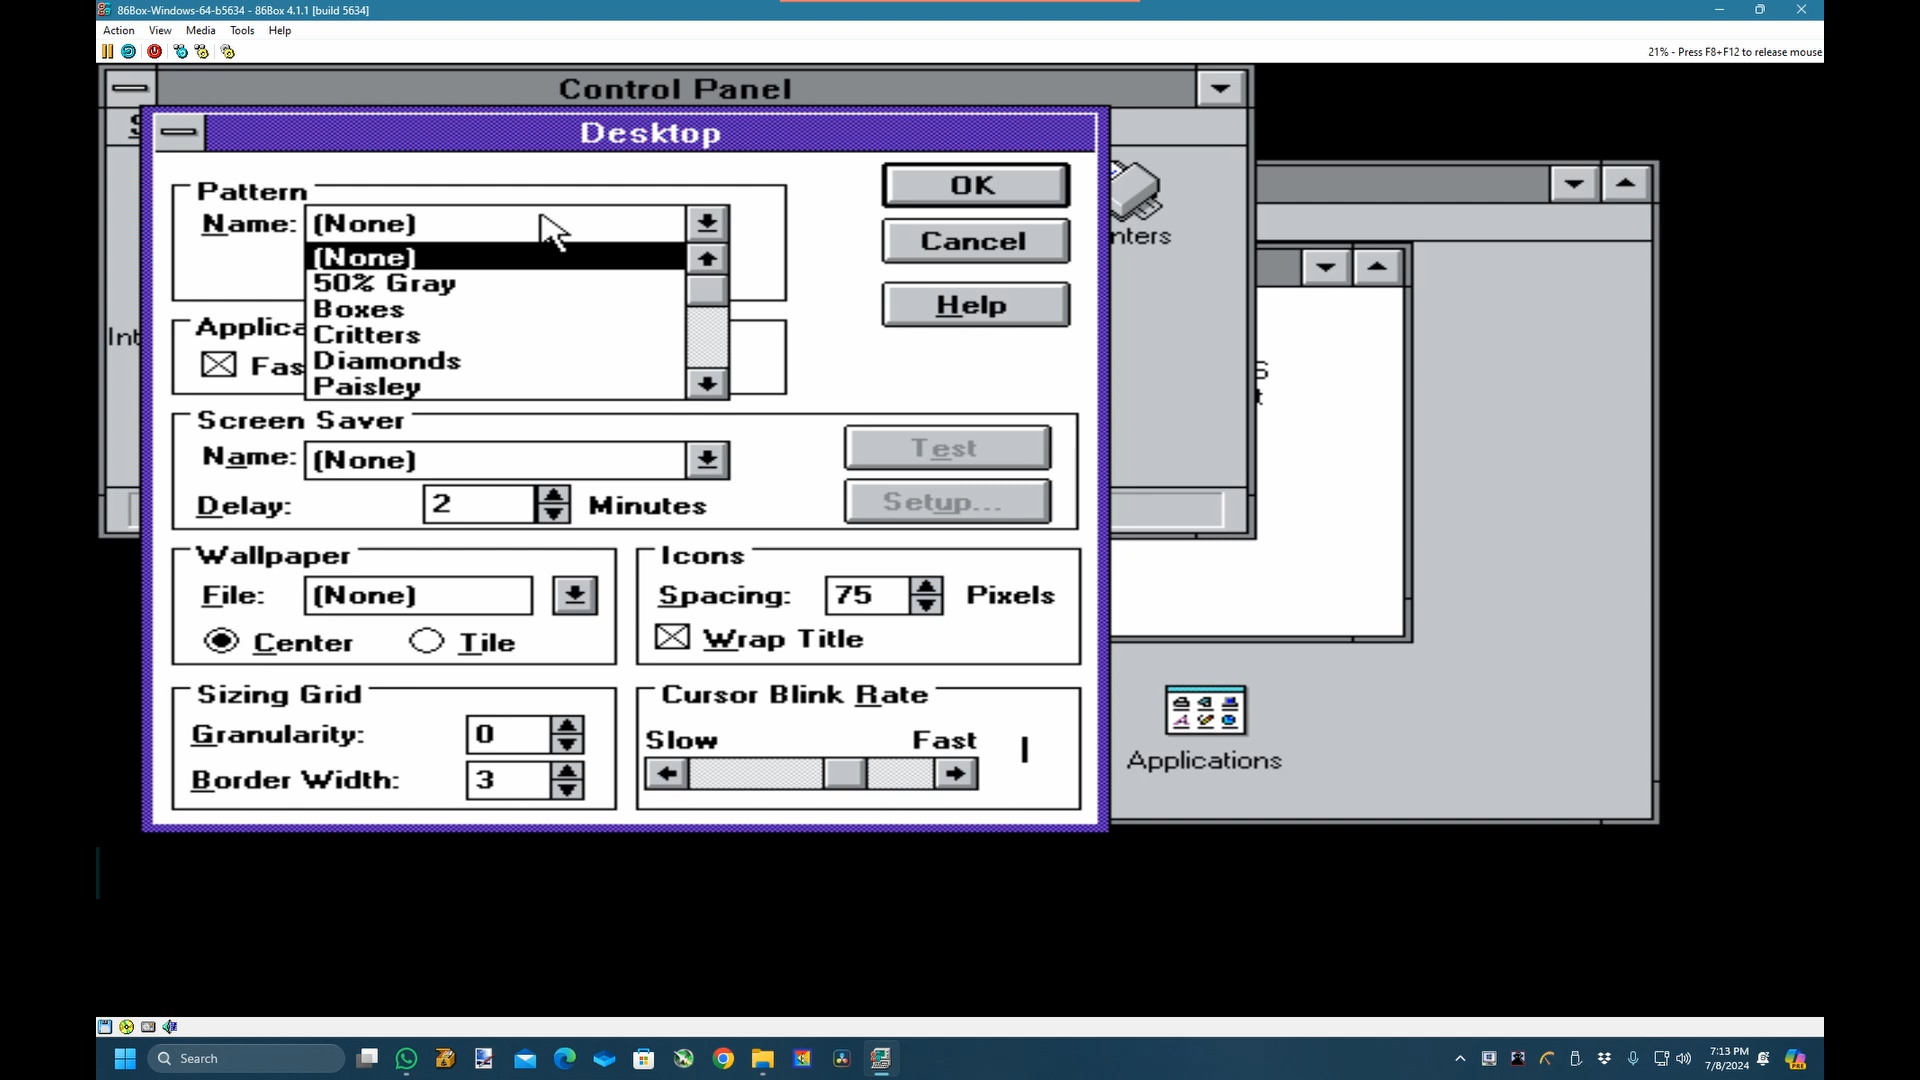 86Box-Windows-64-b5634 - 86Box 4.1.1 [build 5634]
Action View Media Tools Help
21% - Press F8+F12 to release mouse
Control Panel
S
Desktop
Pattern
Name: (None)
(None)
50% Gray
Boxes
Critters
Diamonds
Paisley
OK
Cancel
Help
nters
Int
Applica
Fas
S
t
Screen Saver
Name: (None)
Delay: 2 Minutes
Test
Setup...
Wallpaper
File: (None)
Center Tile
Icons
Spacing: 75 Pixels
Wrap Title
Sizing Grid
Granularity: 0
Border Width: 3
Cursor Blink Rate
Slow Fast
Applications
Search
7:13 PM
7/8/2024
PRE